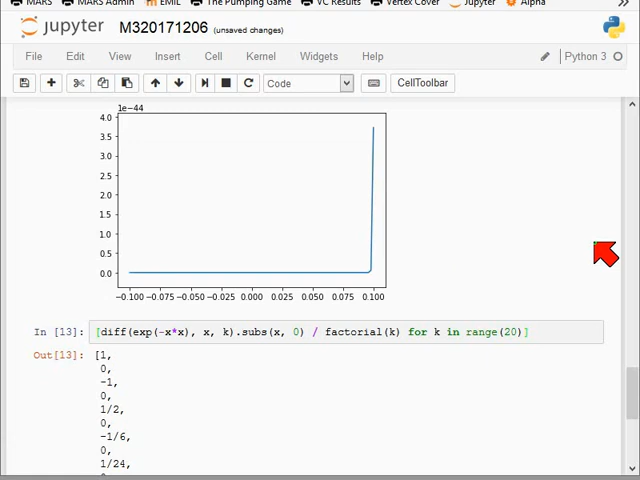 MARS MARS Admin EMIL The Pumping Game VC Results Vertex Cover Jupyter Alpha
jupyter M320171206 (unsaved changes)
File Edit View Insert Cell Kernel Widgets Help Python 3
Code CellToolbar
1e−44
4.0
3.5
3.0
2.5
2.0
1.5
1.0
0.5
0.0
−0.100 −0.075 −0.050 −0.025 0.000 0.025 0.050 0.075 0.100
In [13]: [diff(exp(-x*x), x, k).subs(x, 0) / factorial(k) for k in range(20)]
Out[13]: [1,
0,
-1,
0,
1/2,
0,
-1/6,
0,
1/24,